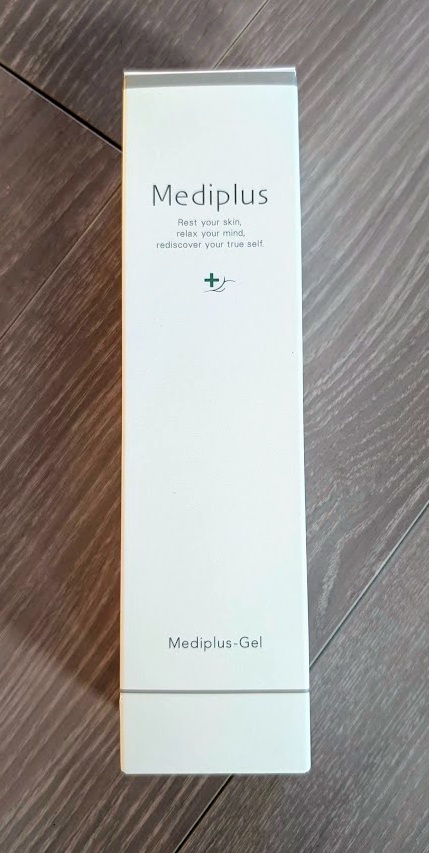 Mediplus
Rest your skin,
relax your mind,
rediscover your true self.
Mediplus-Gel